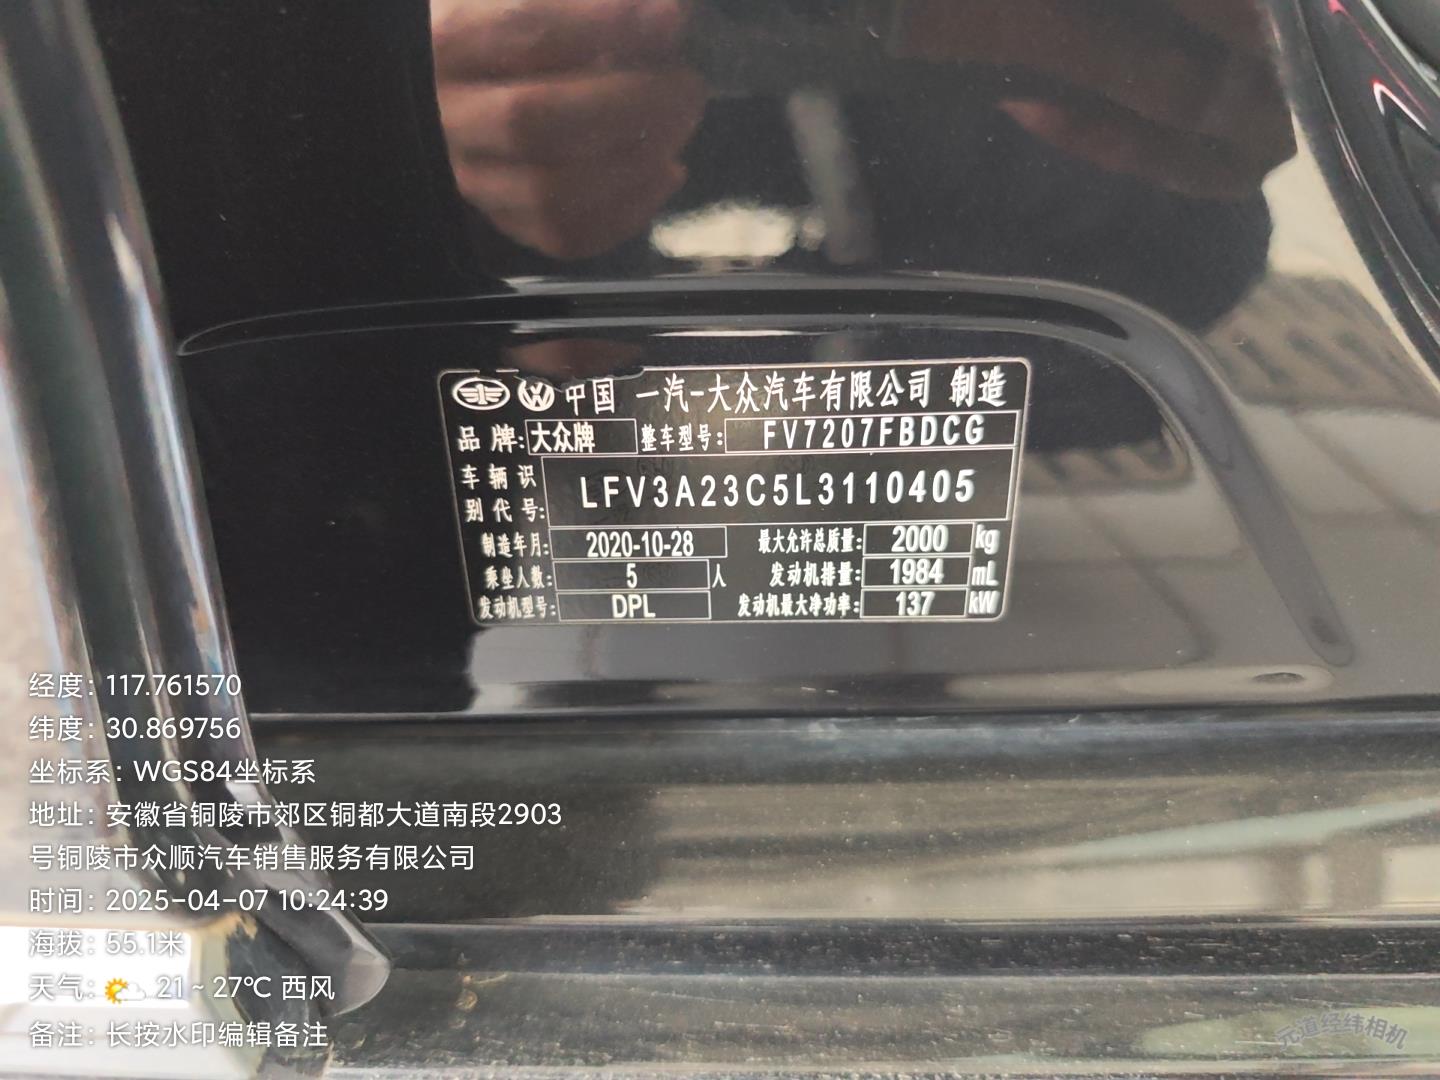 中国 一汽-大众汽车有限公司 制造
品 牌: 大众牌 整车型号: FV7207FBDCG
车 辆 识
别 代 号: LFV3A23C5L3110405
制造年月: 2020-10-28 最大允许总质量: 2000 kg
乘坐人数: 5 人 发动机排量: 1984 mL
发动机型号: DPL 发动机最大净功率: 137 kW
经度: 117.761570
纬度: 30.869756
坐标系: WGS84坐标系
地址: 安徽省铜陵市郊区铜都大道南段2903
号铜陵市众顺汽车销售服务有限公司
时间: 2025-04-07 10:24:39
海拔: 55.1米
天气: 21 ~ 27℃ 西风
备注: 长按水印编辑备注
元道经纬相机